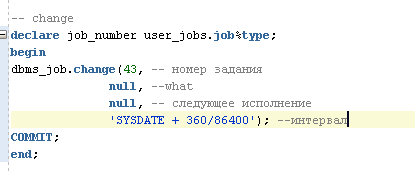 -- change
declare job_number user_jobs.job%type;
begin
dbms_job.change(43, -- номер задания
null, --what
null, -- следующее исполнение
'SYSDATE + 360/86400'); --интервал
COMMIT;
end;